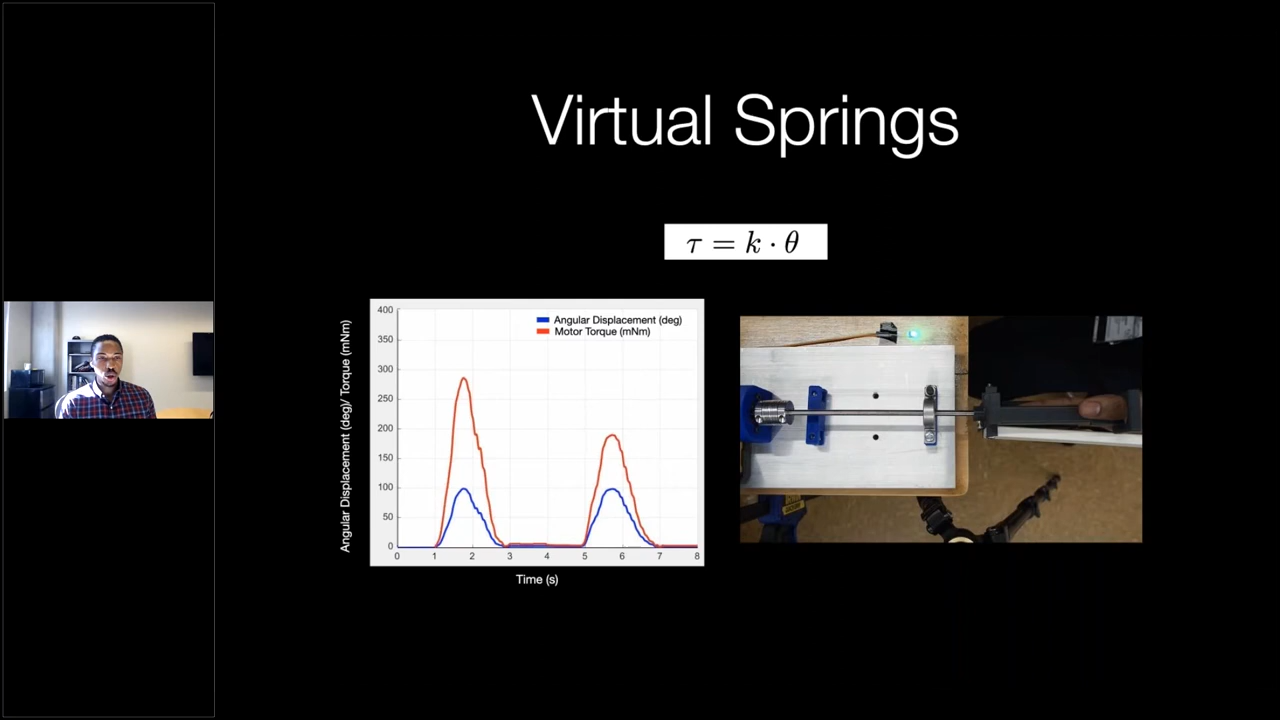 Virtual Springs
τ = k · θ
Angular Displacement (deg)/ Torque (mNm)
400
350
300
250
200
150
100
50
0
Angular Displacement (deg)
Motor Torque (mNm)
0 1 2 3 4 5 6 7 8
Time (s)